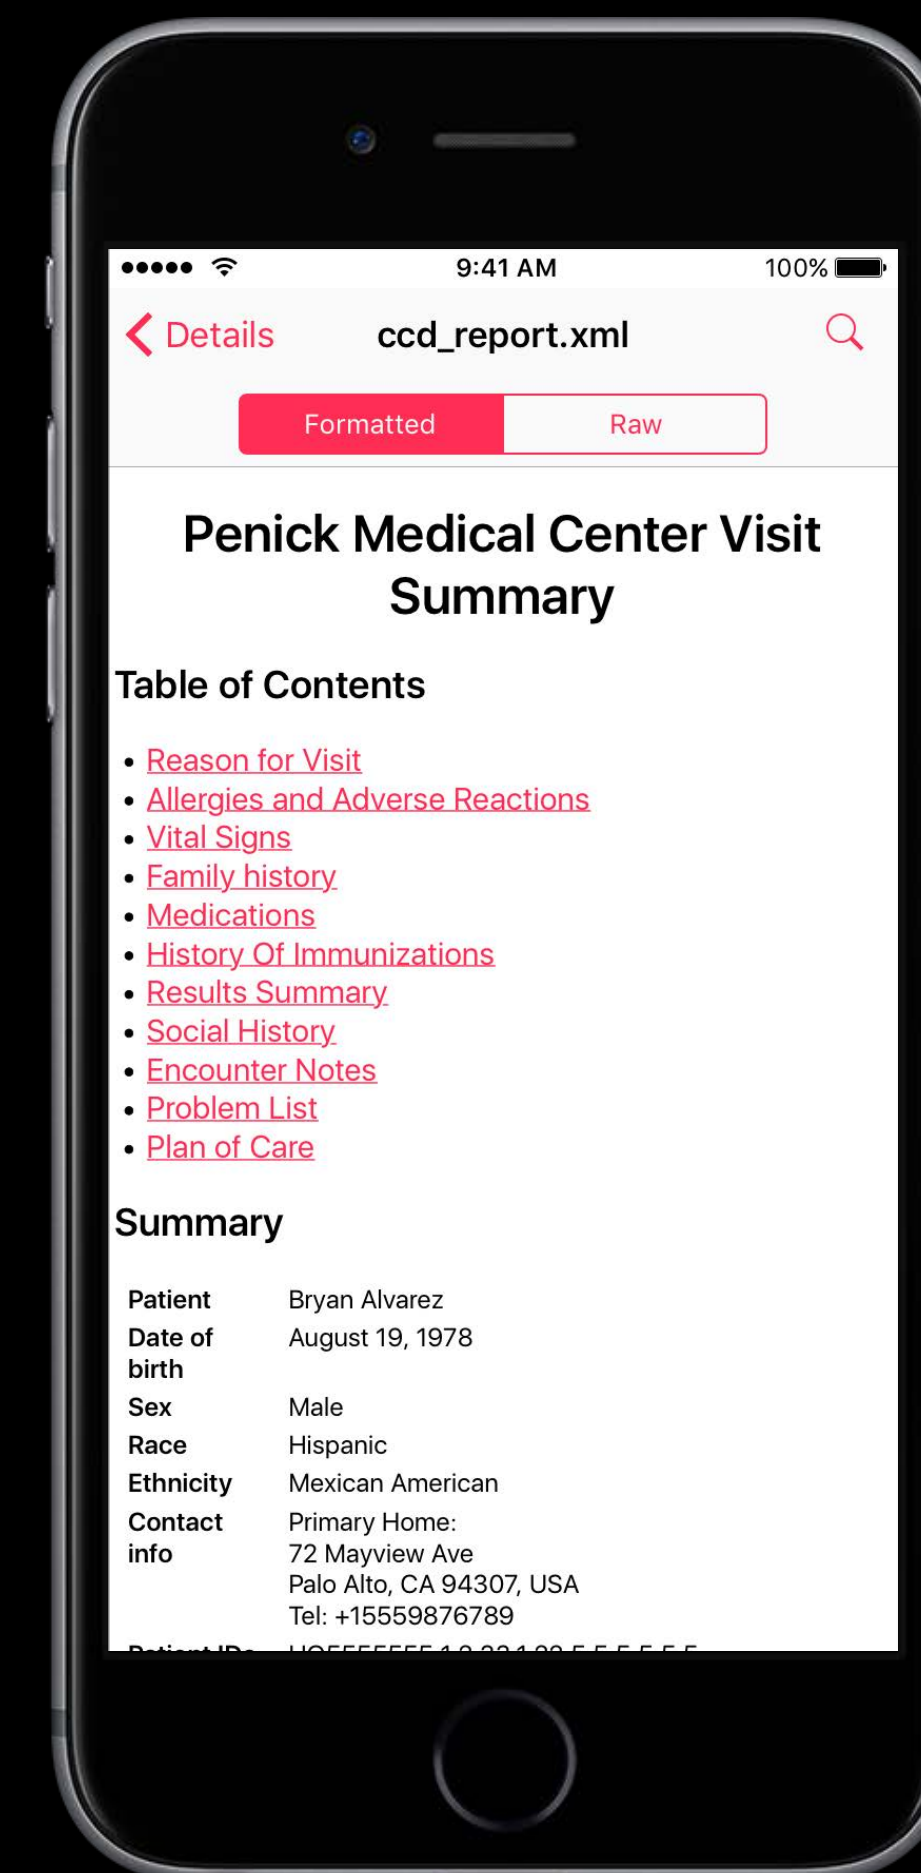 9:41 AM 100%
Details ccd_report.xml
Formatted Raw
Penick Medical Center Visit
Summary
Table of Contents
• Reason for Visit
• Allergies and Adverse Reactions
• Vital Signs
• Family history
• Medications
• History Of Immunizations
• Results Summary
• Social History
• Encounter Notes
• Problem List
• Plan of Care
Summary
Patient Bryan Alvarez
Date of August 19, 1978
birth
Sex Male
Race Hispanic
Ethnicity Mexican American
Contact Primary Home:
info 72 Mayview Ave
Palo Alto, CA 94307, USA
Tel: +15559876789
Patient IDs